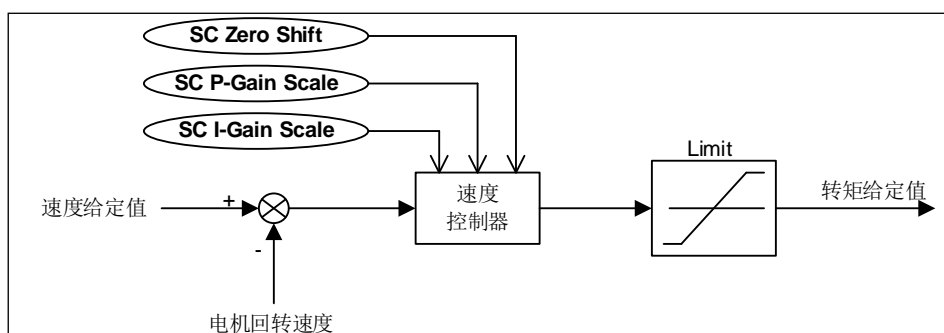 SC Zero Shift
SC P-Gain Scale
SC I-Gain Scale
Limit
速度给定值
+
速度
控制器
转矩给定值
-
电机回转速度